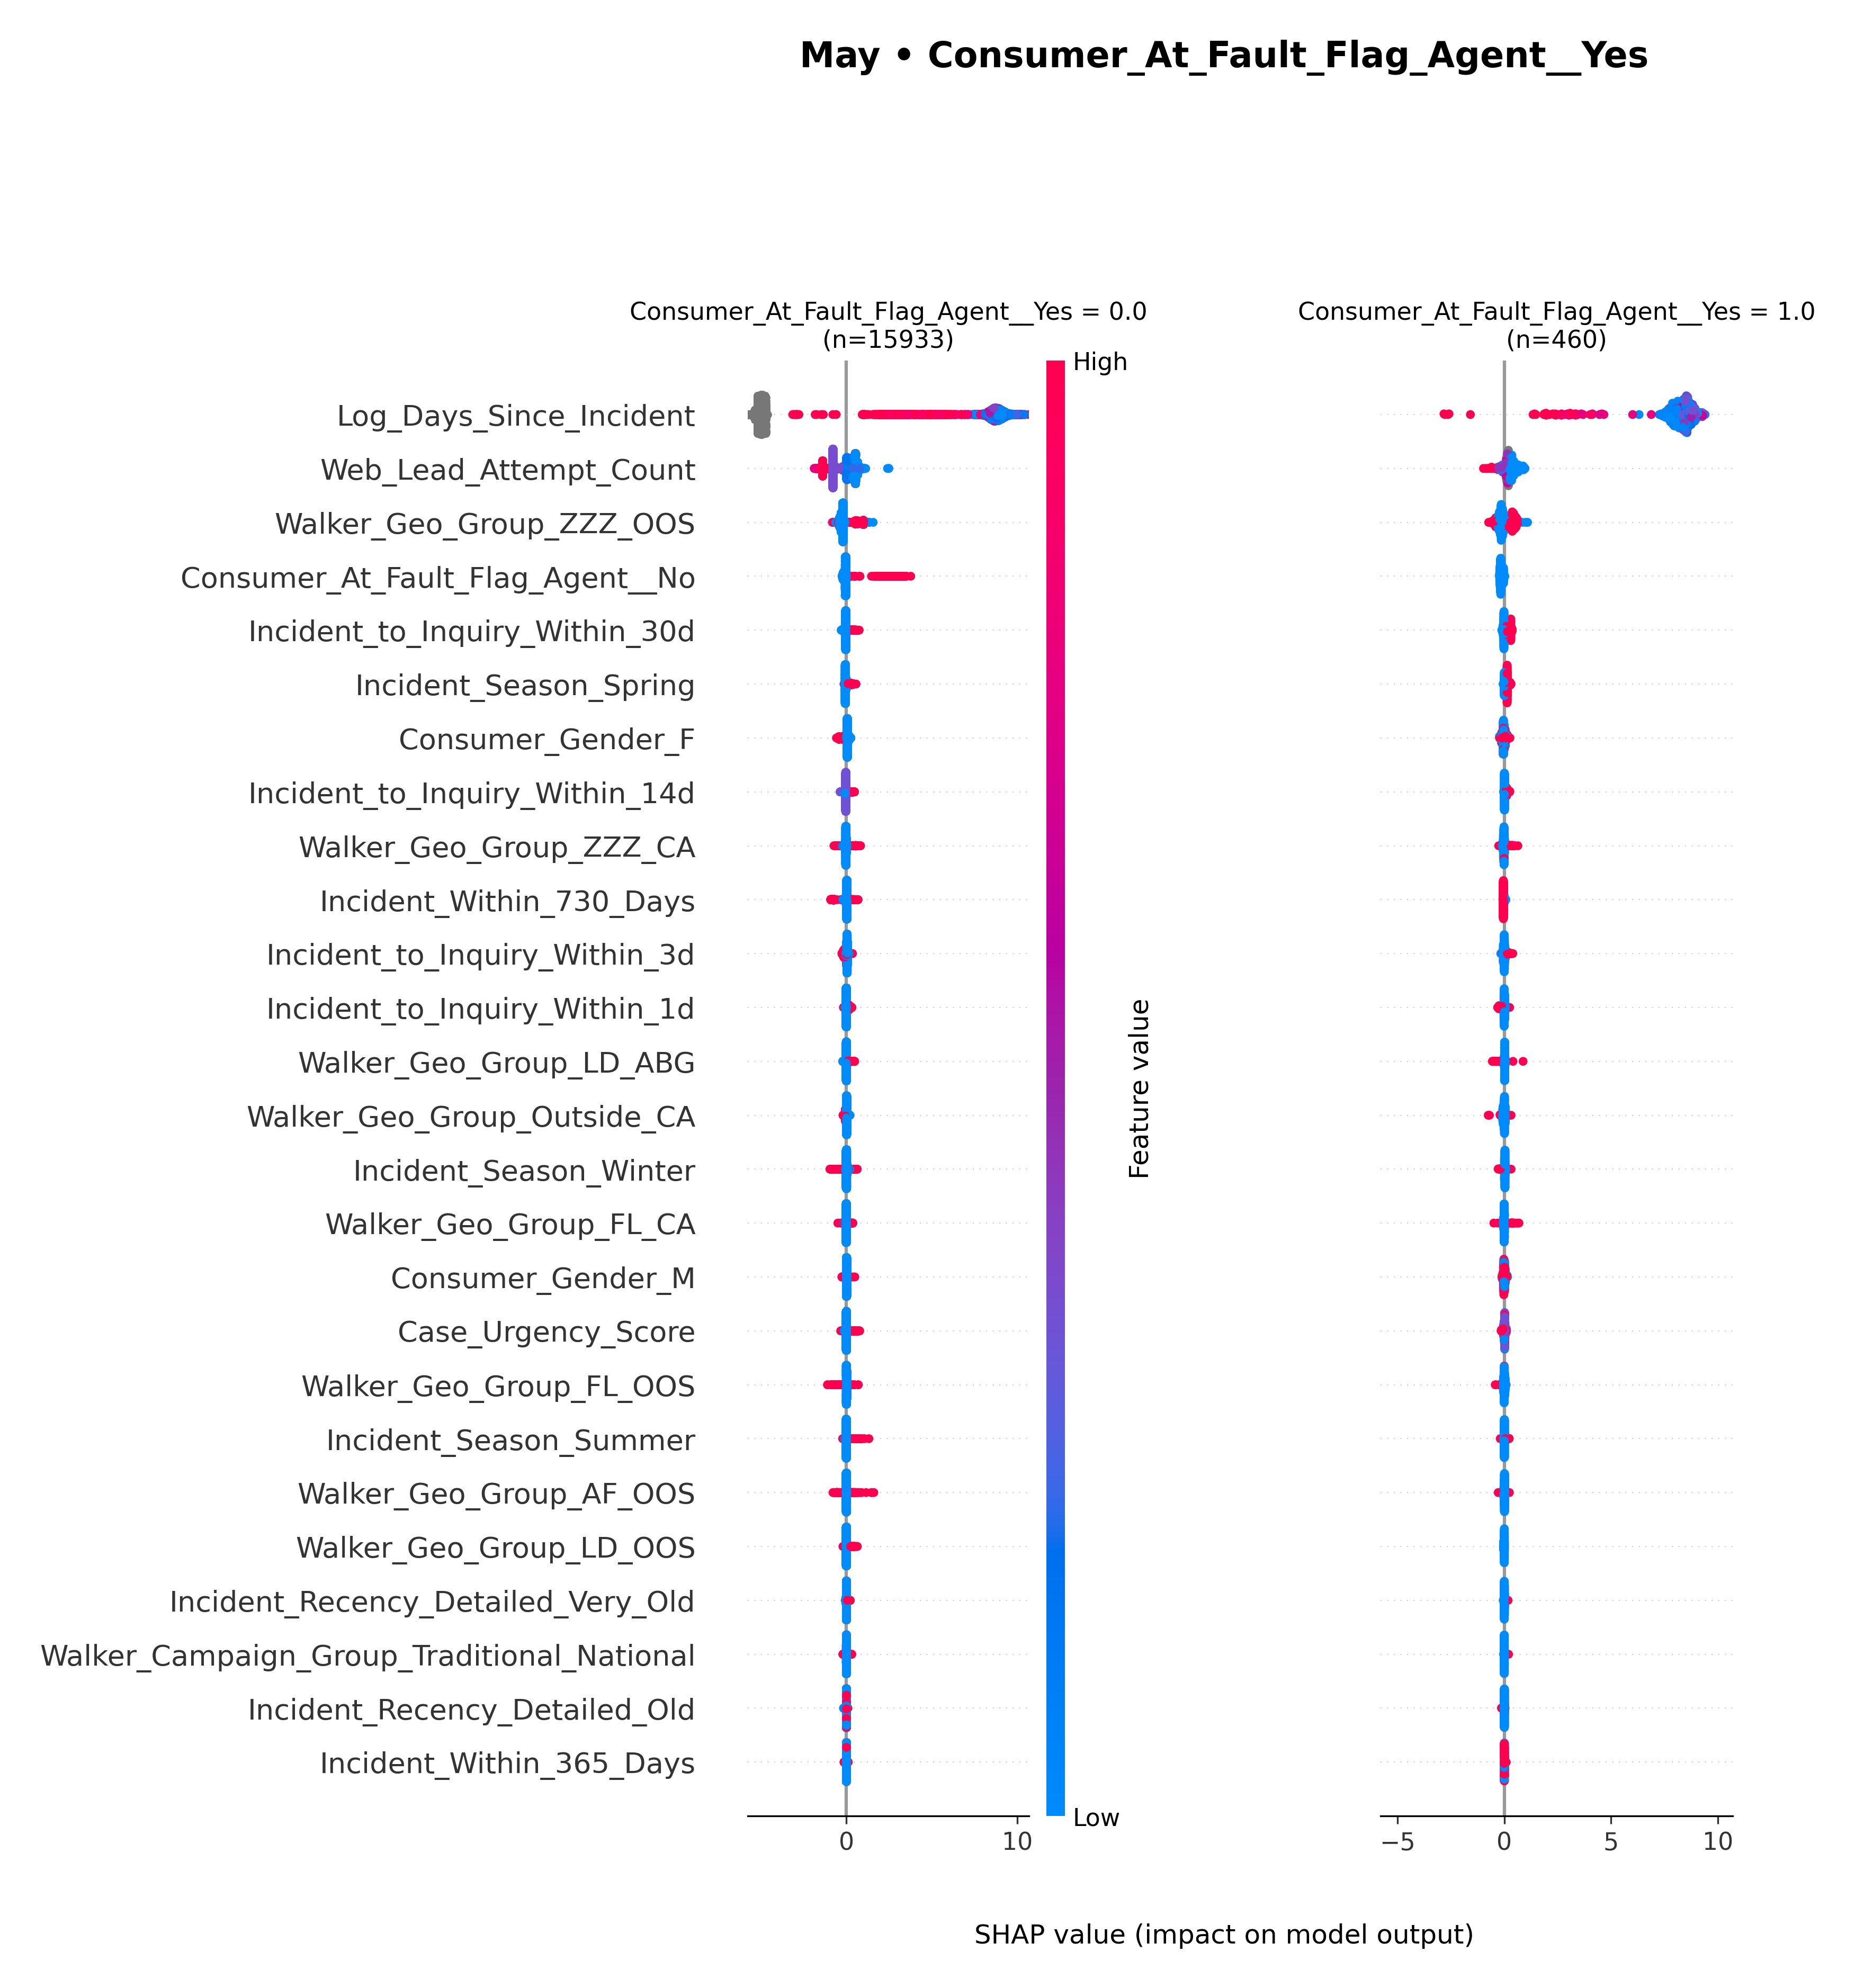 May • Consumer_At_Fault_Flag_Agent__Yes
Consumer_At_Fault_Flag_Agent__Yes = 0.0
(n=15933)
Consumer_At_Fault_Flag_Agent__Yes = 1.0
(n=460)
High
Log_Days_Since_Incident
Web_Lead_Attempt_Count
Walker_Geo_Group_ZZZ_OOS
Consumer_At_Fault_Flag_Agent__No
Incident_to_Inquiry_Within_30d
Incident_Season_Spring
Consumer_Gender_F
Incident_to_Inquiry_Within_14d
Walker_Geo_Group_ZZZ_CA
Incident_Within_730_Days
Incident_to_Inquiry_Within_3d
Incident_to_Inquiry_Within_1d
Walker_Geo_Group_LD_ABG
Walker_Geo_Group_Outside_CA
Incident_Season_Winter
Walker_Geo_Group_FL_CA
Consumer_Gender_M
Case_Urgency_Score
Walker_Geo_Group_FL_OOS
Incident_Season_Summer
Walker_Geo_Group_AF_OOS
Walker_Geo_Group_LD_OOS
Incident_Recency_Detailed_Very_Old
Walker_Campaign_Group_Traditional_National
Incident_Recency_Detailed_Old
Incident_Within_365_Days
Feature value
Low
0 10
−5 0 5 10
SHAP value (impact on model output)